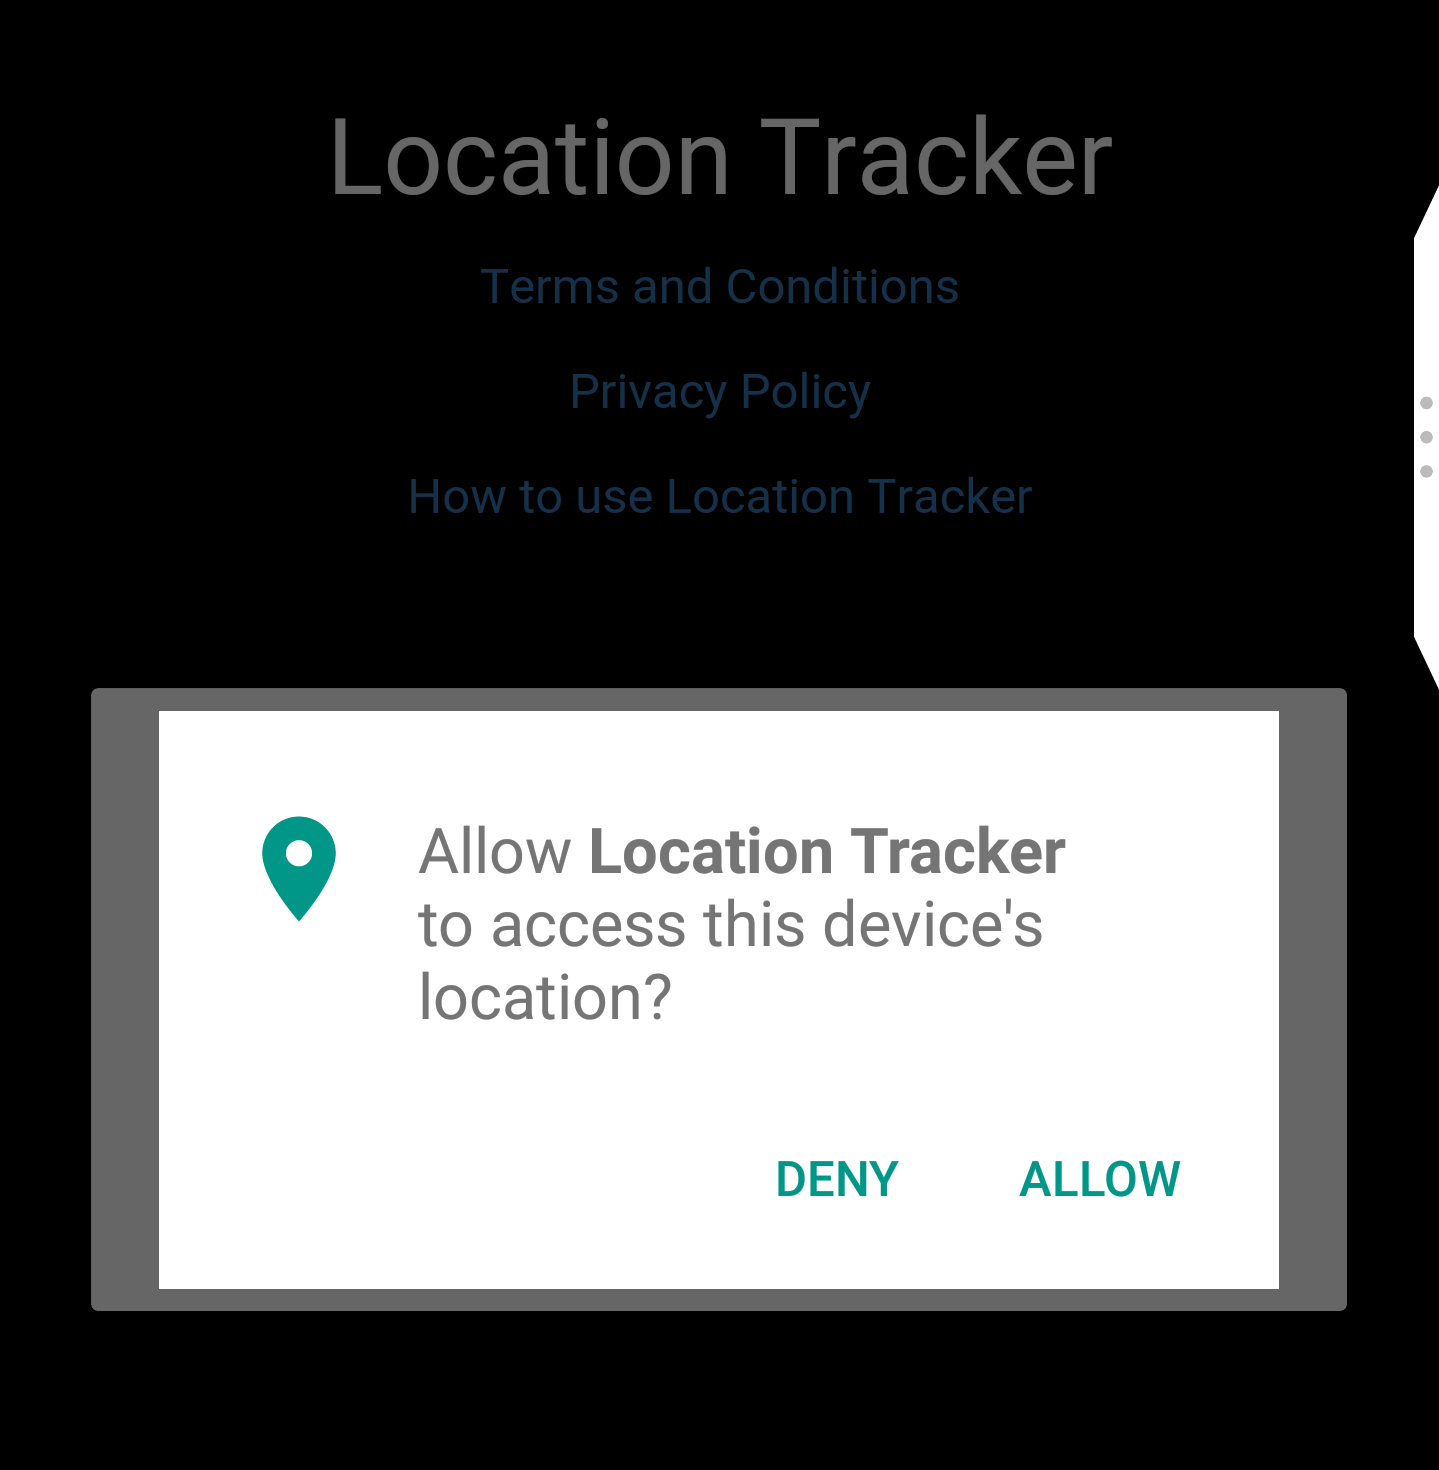 Location Tracker
Terms and Conditions
Privacy Policy
How to use Location Tracker
Allow Location Tracker
to access this device's
location?
DENY ALLOW